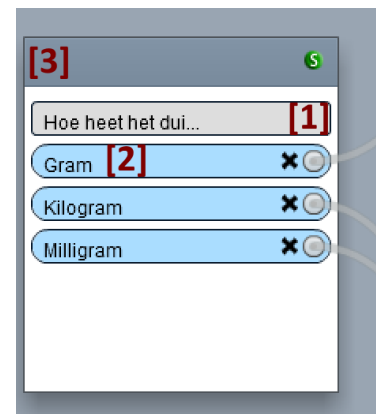 [3] S
Hoe heet het dui... [1]
Gram [2]
Kilogram
Milligram